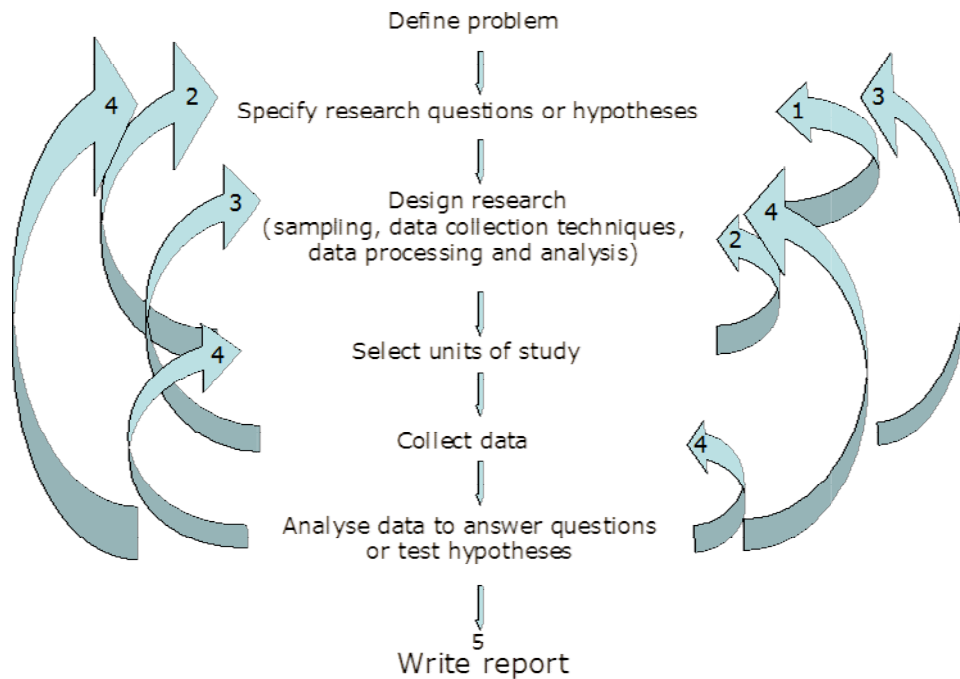 Define problem
4
2
Specify research questions or hypotheses
1
3
3
Design research
(sampling, data collection techniques,
data processing and analysis)
4
2
4
Select units of study
Collect data
4
Analyse data to answer questions
or test hypotheses
5
Write report